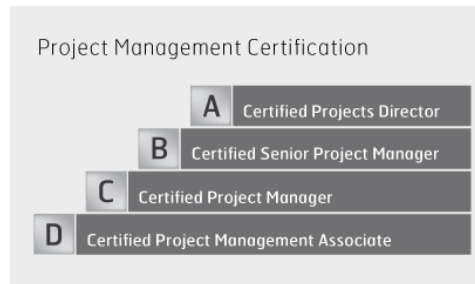 Project Management Certification
A Certified Projects Director
B Certified Senior Project Manager
C Certified Project Manager
D Certified Project Management Associate